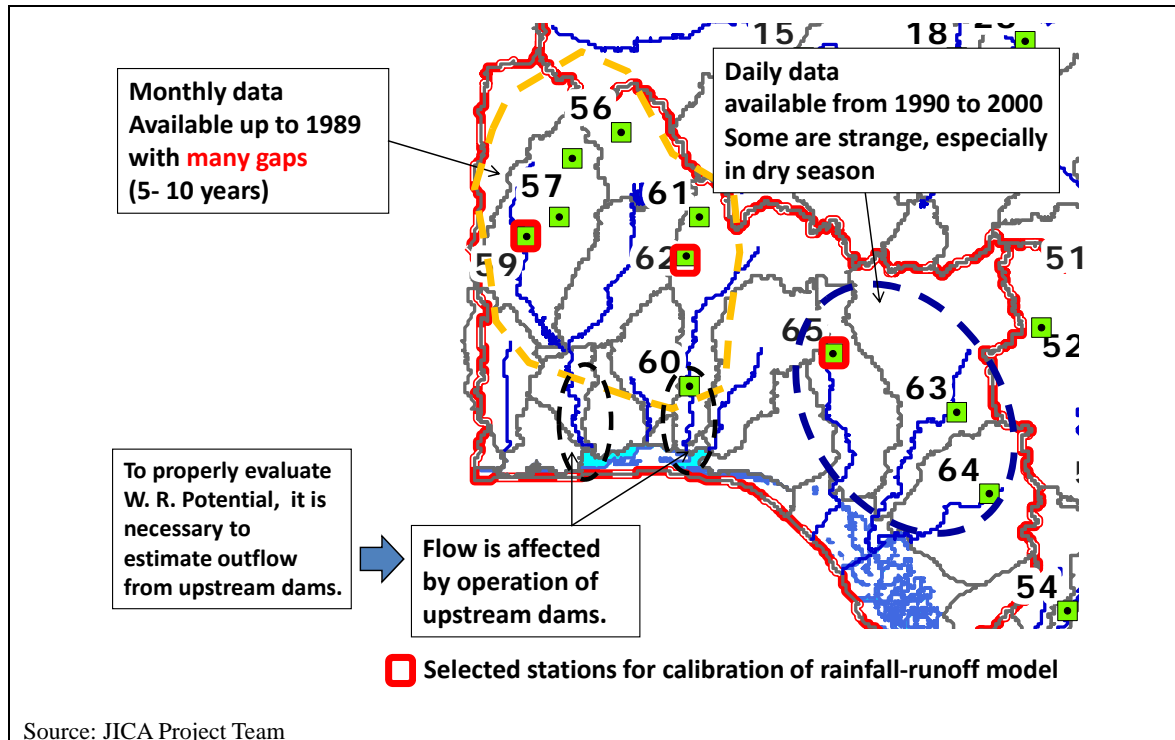 15
18
Monthly data
Available up to 1989
with many gaps
(5- 10 years)
Daily data
available from 1990 to 2000
Some are strange, especially
in dry season
56
57
61
59
62
51
52
65
60
63
64
54
To properly evaluate
W. R. Potential, it is
necessary to
estimate outflow
from upstream dams.
Flow is affected
by operation of
upstream dams.
Selected stations for calibration of rainfall-runoff model
Source: JICA Project Team